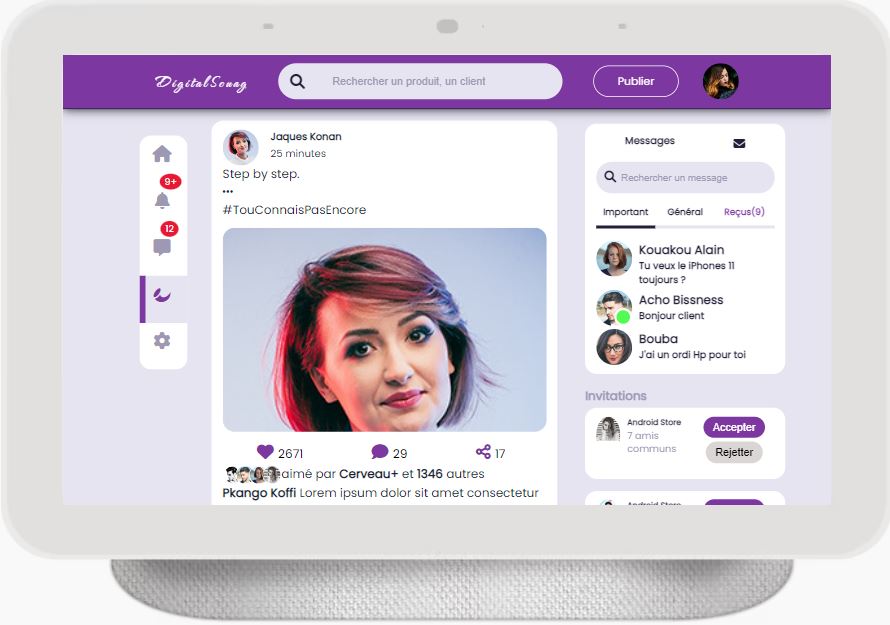 DigitalSouag
Rechercher un produit, un client
Publier
9+
12
Jaques Konan
25 minutes
Step by step.
•••
#TouConnaisPasEncore
2671
29
17
aimé par Cerveau+ et 1346 autres
Pkango Koffi Lorem ipsum dolor sit amet consectetur
Messages
Rechercher un message
Important
Général
Reçus(9)
Kouakou Alain
Tu veux le iPhones 11
toujours ?
Acho Bissness
Bonjour client
Bouba
J'ai un ordi Hp pour toi
Invitations
Android Store
7 amis
communs
Accepter
Rejetter
Android Store